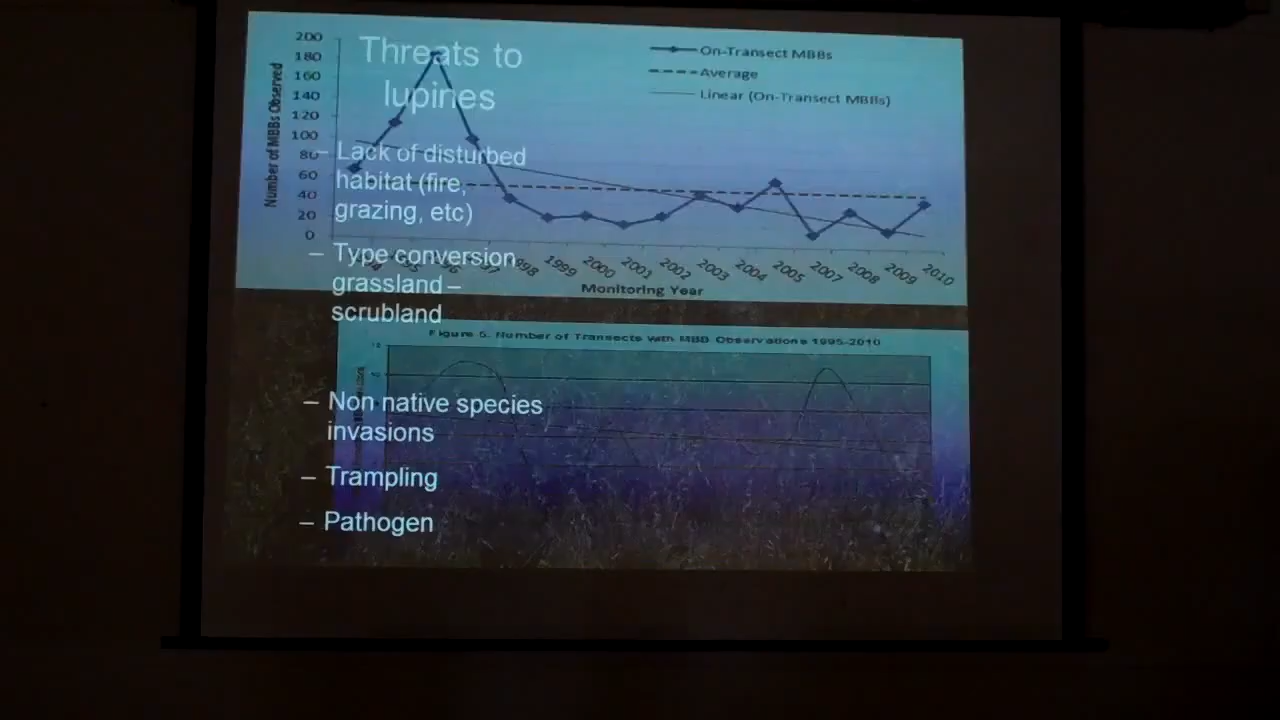 Threats to
lupines
– Lack of disturbed
habitat (fire,
grazing, etc)
– Type conversion
grassland –
scrubland
– Non native species
invasions
– Trampling
– Pathogen
Number of MBBs Observed
200
180
160
140
120
100
80
60
40
20
0
On-Transect MBBs
Average
Linear (On-Transect MBBs)
1999
2000
2001
2002
2003
2004
2005
2007
2008
2009
2010
Monitoring Year
Figure 5. Number of Transects with MBB Observations 1995-2010